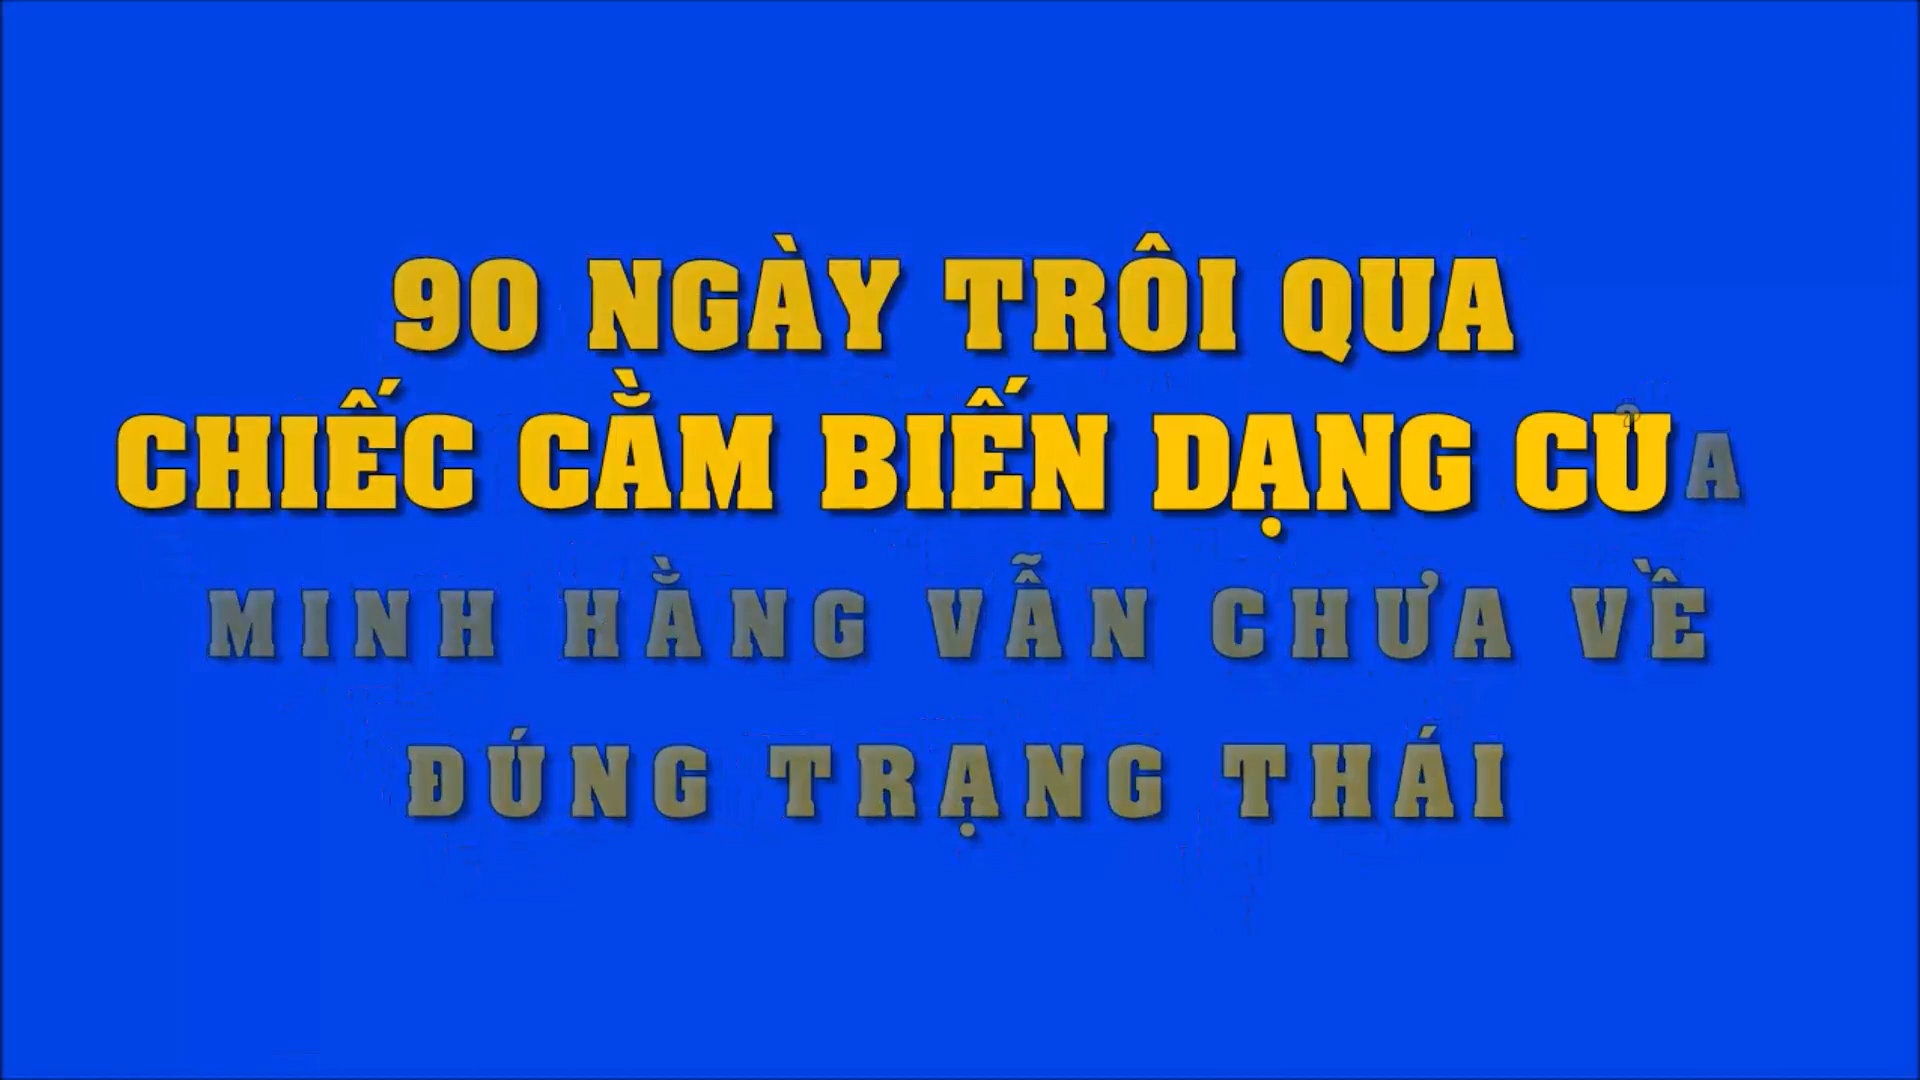 90 NGÀY TRÔI QUA
CHIẾC CẰM BIẾN DẠNG CỦA
MINH HẰNG VẪN CHƯA VỀ
ĐÚNG TRẠNG THÁI